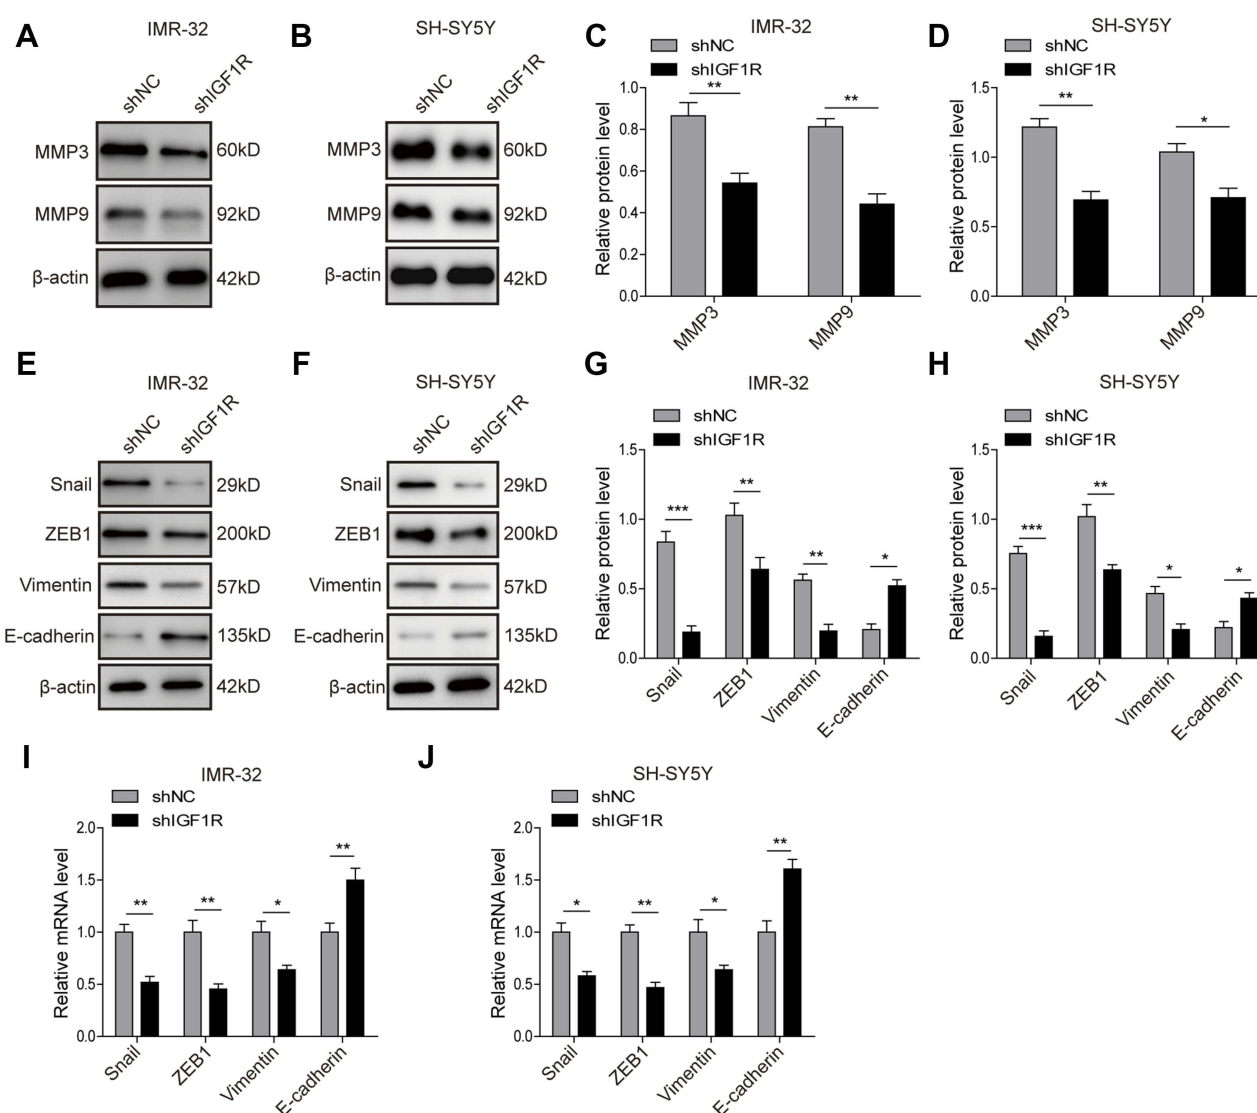 A
IMR-32
shNC
shIGF1R
MMP3
60kD
MMP9
92kD
β-actin
42kD
B
SH-SY5Y
shNC
shIGF1R
MMP3
60kD
MMP9
92kD
β-actin
42kD
C
IMR-32
shNC
shIGF1R
Relative protein level
1.0
0.8
0.6
0.4
0.2
0.0
**
**
MMP3
MMP9
D
SH-SY5Y
shNC
shIGF1R
Relative protein level
1.5
1.0
0.5
0.0
**
*
MMP3
MMP9
E
IMR-32
shNC
shIGF1R
Snail
29kD
ZEB1
200kD
Vimentin
57kD
E-cadherin
135kD
β-actin
42kD
F
SH-SY5Y
shNC
shIGF1R
Snail
29kD
ZEB1
200kD
Vimentin
57kD
E-cadherin
135kD
β-actin
42kD
G
IMR-32
shNC
shIGF1R
Relative protein level
1.5
1.0
0.5
0.0
***
**
**
*
Snail
ZEB1
Vimentin
E-cadherin
H
SH-SY5Y
shNC
shIGF1R
Relative protein level
1.5
1.0
0.5
0.0
***
**
*
*
Snail
ZEB1
Vimentin
E-cadherin
I
IMR-32
shNC
shIGF1R
Relative mRNA level
2.0
1.5
1.0
0.5
0.0
**
**
*
**
Snail
ZEB1
Vimentin
E-cadherin
J
SH-SY5Y
shNC
shIGF1R
Relative mRNA level
2.0
1.5
1.0
0.5
0.0
*
**
*
**
Snail
ZEB1
Vimentin
E-cadherin